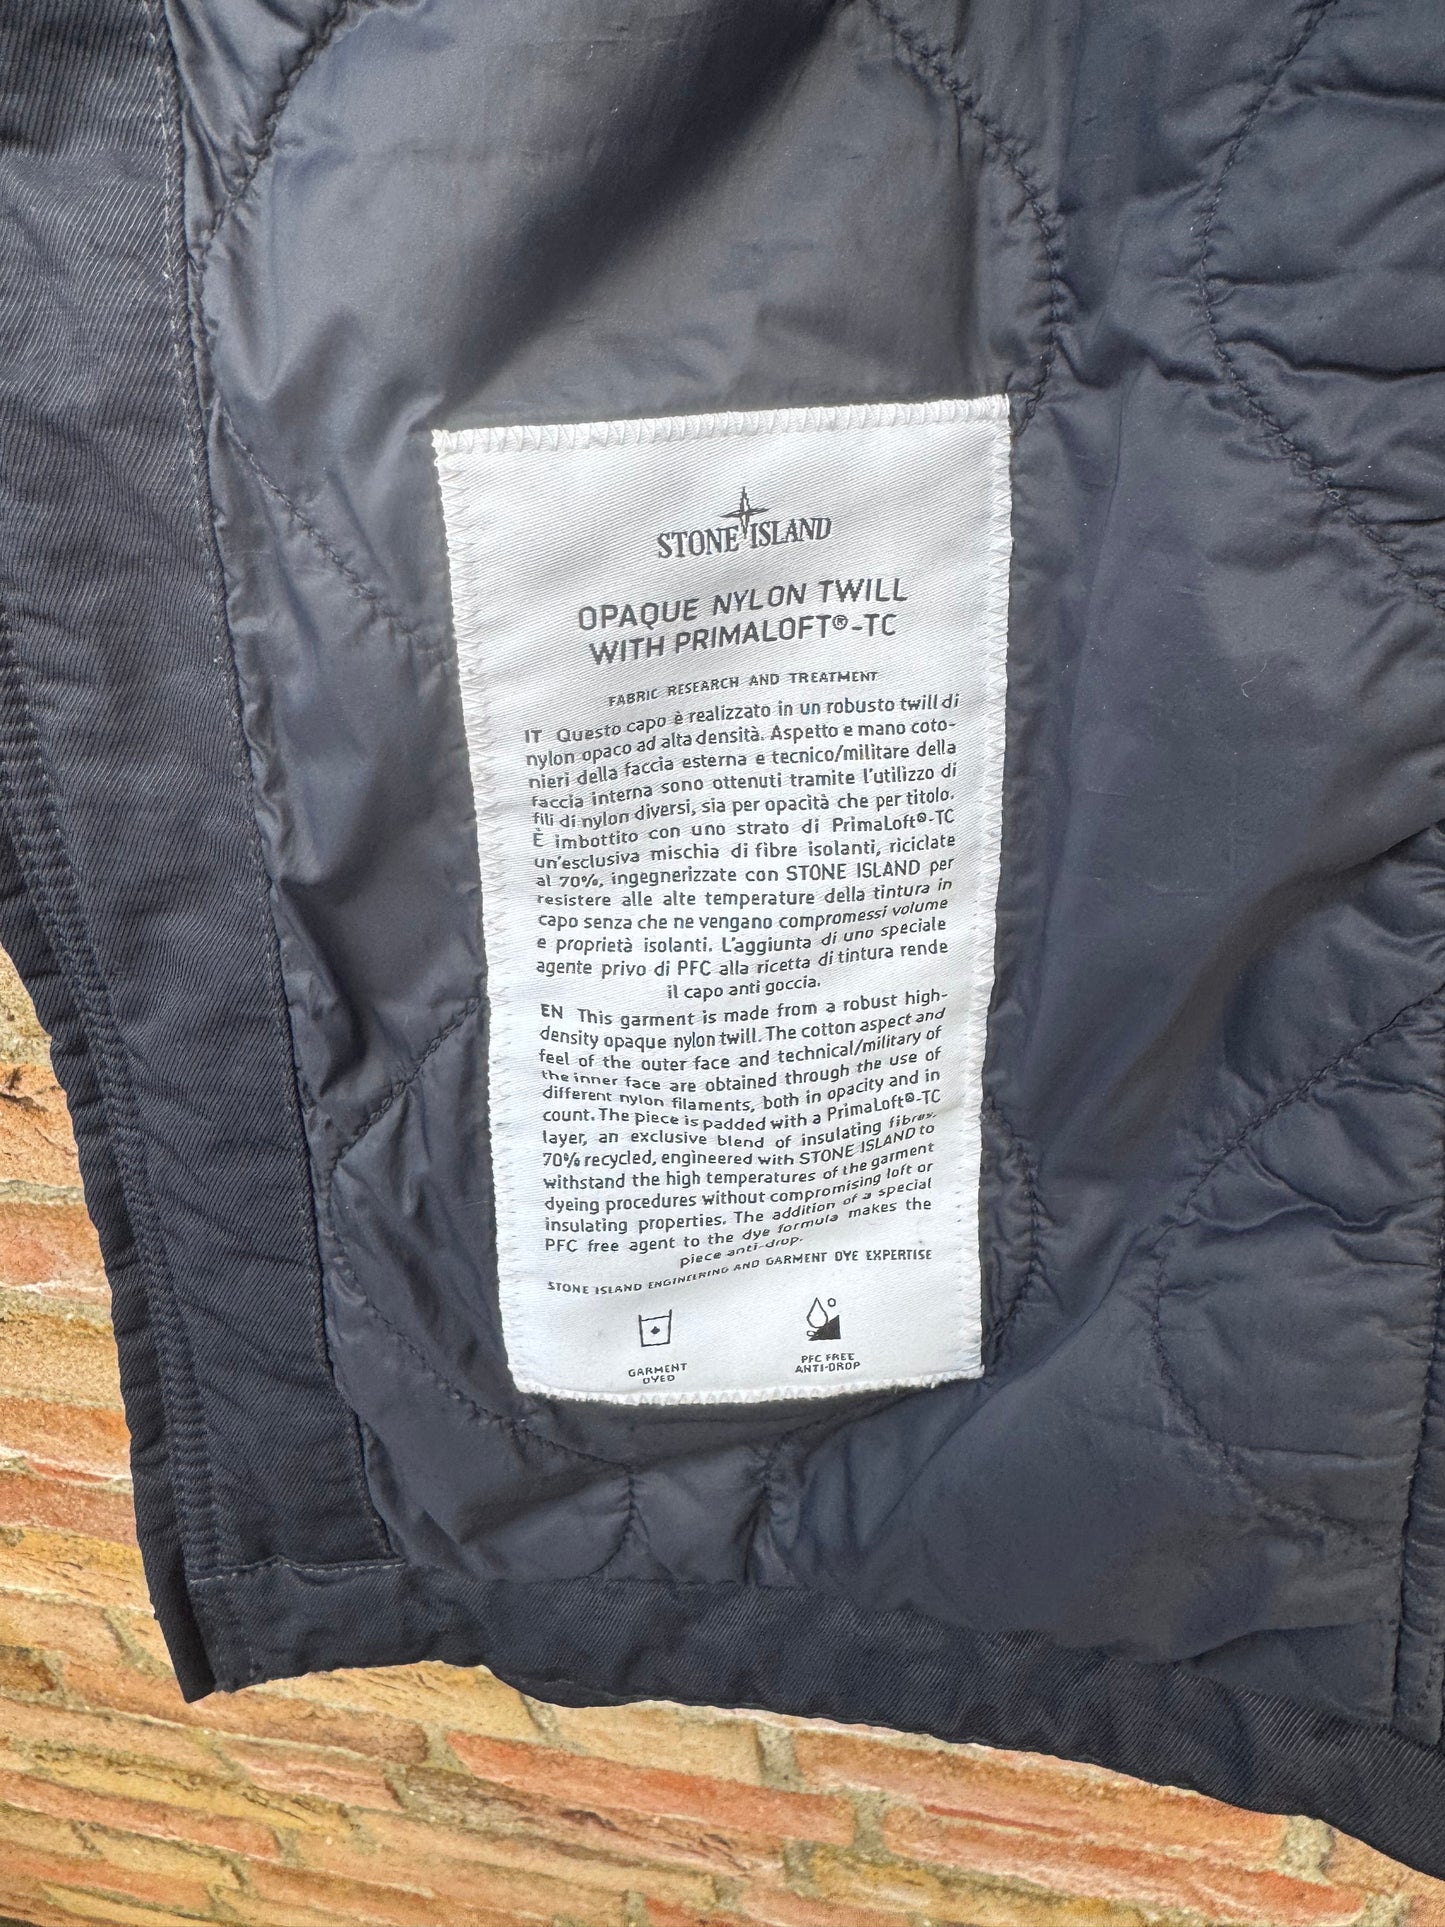 STONE ISLAND
OPAQUE NYLON TWILL
WITH PRIMALOFT®-TC
FABRIC RESEARCH AND TREATMENT
IT Questo capo è realizzato in un robusto twill di
nylon opaco ad alta densità. Aspetto e mano coto-
nieri della faccia esterna e tecnico/militare della
faccia interna sono ottenuti tramite l'utilizzo di
fili di nylon diversi, sia per opacità che per titolo.
È imbottito con uno strato di PrimaLoft®-TC
un'esclusiva mischia di fibre isolanti, riciclate
al 70%, ingegnerizzate con STONE ISLAND per
resistere alle alte temperature della tintura in
capo senza che ne vengano compromessi volume
e proprietà isolanti. L'aggiunta di uno speciale
agente privo di PFC alla ricetta di tintura rende
il capo anti goccia.
EN This garment is made from a robust high-
density opaque nylon twill. The cotton aspect and
feel of the outer face and technical/military of
the inner face are obtained through the use of
different nylon filaments, both in opacity and in
count. The piece is padded with a PrimaLoft®-TC
layer, an exclusive blend of insulating fibres,
70% recycled, engineered with STONE ISLAND to
withstand the high temperatures of the garment
dyeing procedures without compromising loft or
insulating properties. The addition of a special
PFC free agent to the dye formula makes the
piece anti-drop.
STONE ISLAND ENGINEERING AND GARMENT DYE EXPERTISE
GARMENT
DYED
PFC FREE
ANTI-DROP